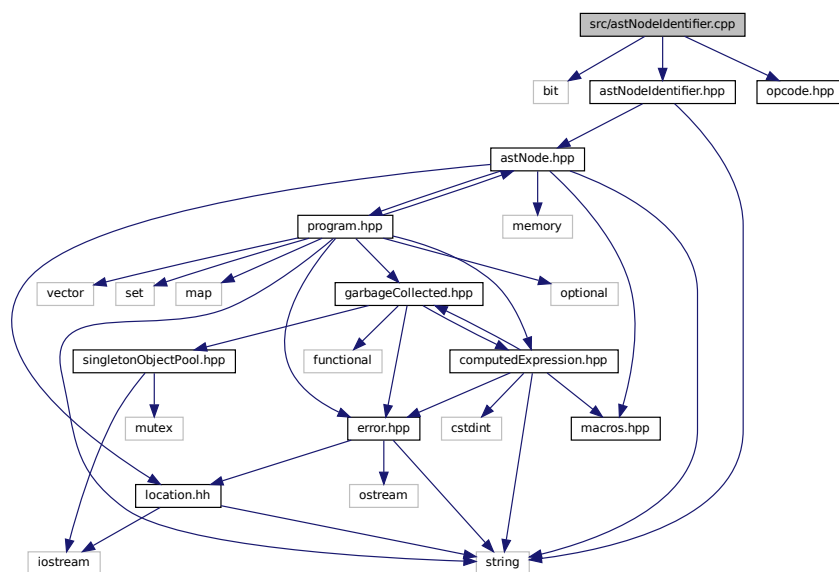 src/astNodeIdentifier.cpp
bit
astNodeIdentifier.hpp
opcode.hpp
astNode.hpp
program.hpp
memory
vector
set
map
garbageCollected.hpp
optional
singletonObjectPool.hpp
functional
computedExpression.hpp
mutex
error.hpp
cstdint
macros.hpp
location.hh
ostream
iostream
string